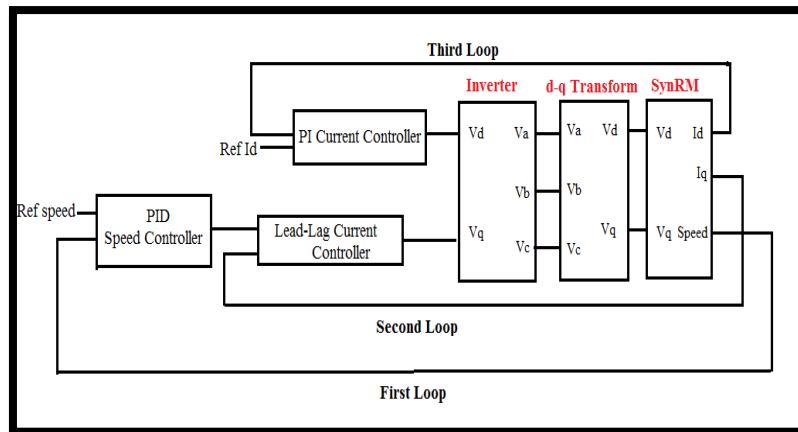 Third Loop
Inverter
d-q Transform
SynRM
PI Current Controller
Ref Id
Vd
Va
Va
Vd
Vd
Id
Iq
Vb
Vb
Ref speed
PID
Speed Controller
Lead-Lag Current
Controller
Vq
Vc
Vc
Vq
Vq
Speed
Second Loop
First Loop